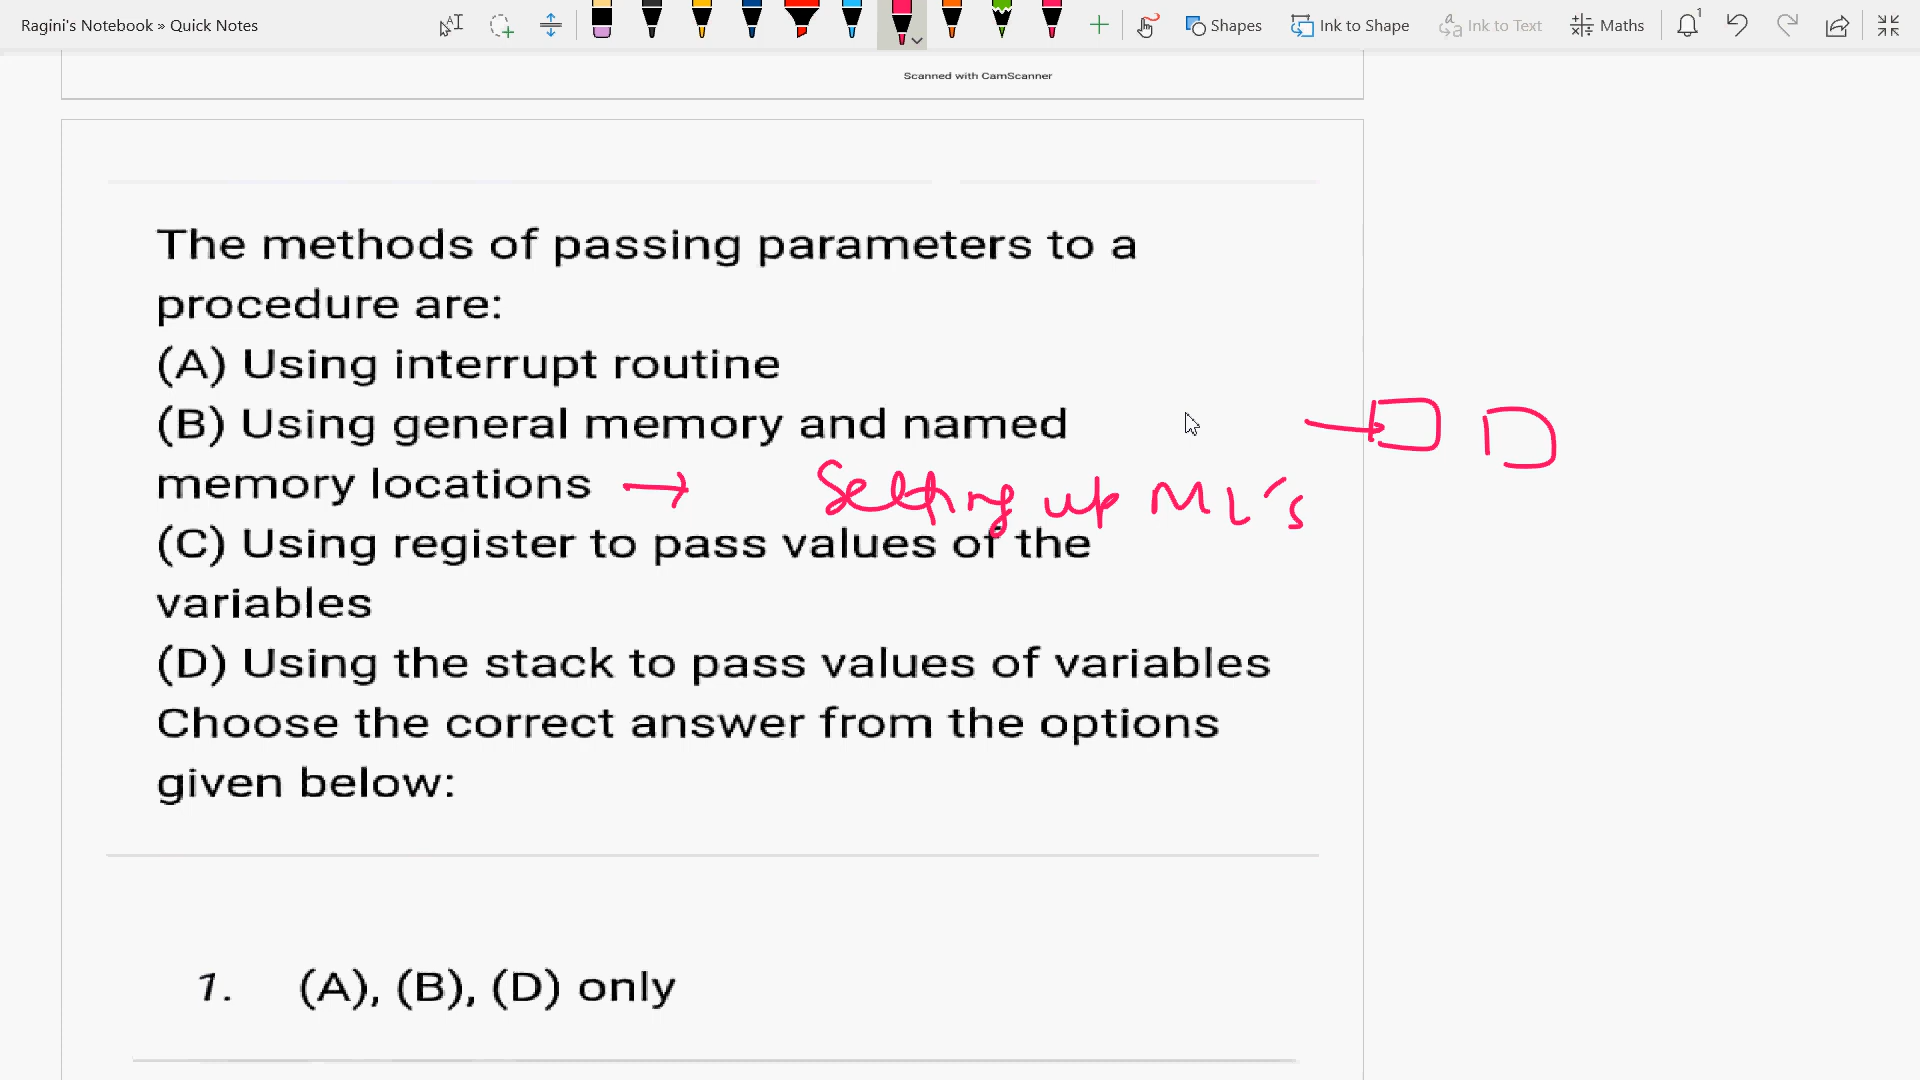 Ragini's Notebook » Quick Notes
Shapes
Ink to Shape
Ink to Text
Maths
1
Scanned with CamScanner
The methods of passing parameters to a
procedure are:
(A) Using interrupt routine
(B) Using general memory and named
memory locations → Setting up ML's
D
(C) Using register to pass values of the
variables
(D) Using the stack to pass values of variables
Choose the correct answer from the options
given below:
1. (A), (B), (D) only